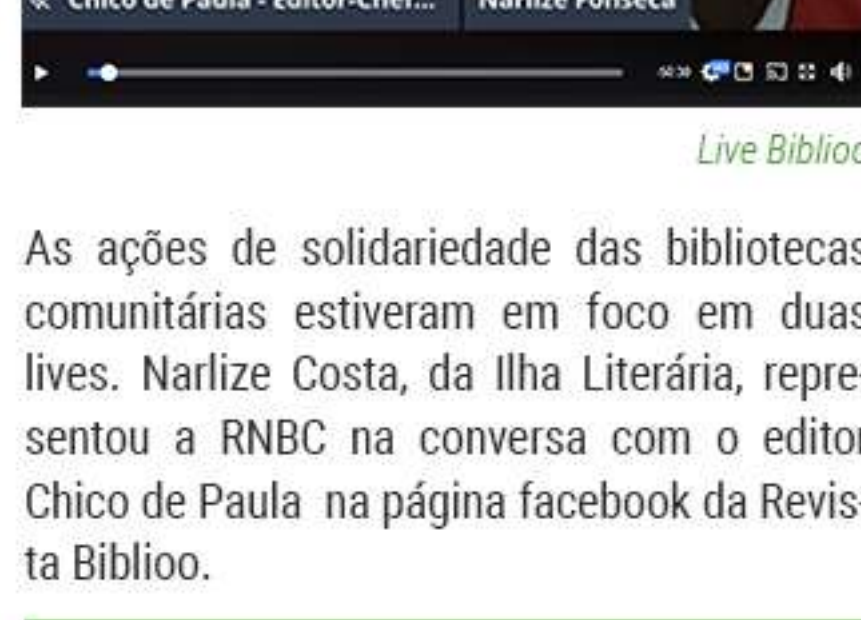 Chico de Paula - Editor-Chef...
Narlize Fonseca
Live Biblioo
As ações de solidariedade das bibliotecas
comunitárias estiveram em foco em duas
lives. Narlize Costa, da Ilha Literária, repre-
sentou a RNBC na conversa com o editor
Chico de Paula na página facebook da Revis-
ta Biblioo.